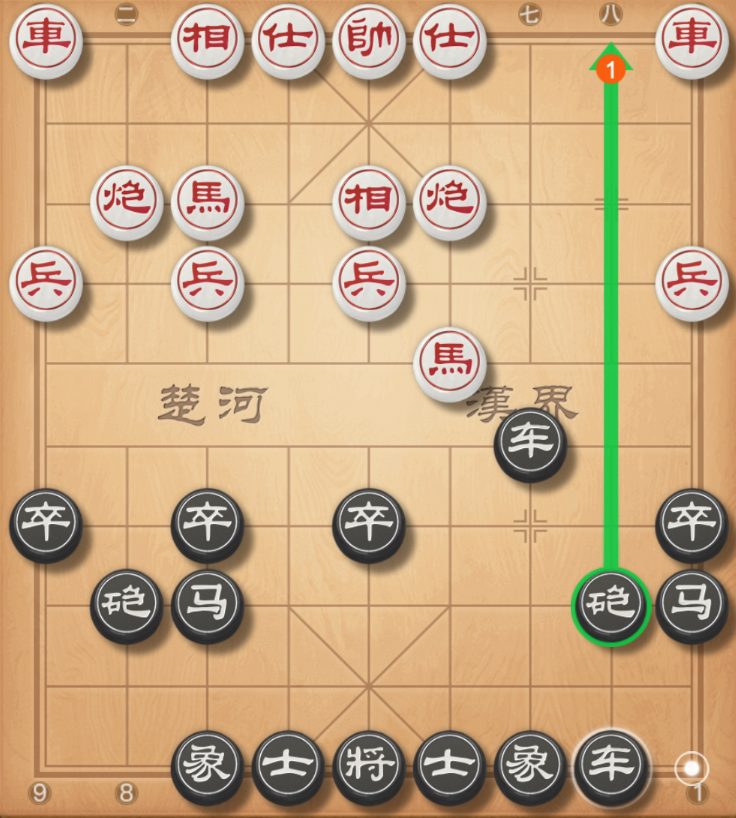 二 七 八
車 相 仕 帥 仕 車
1
炮 馬 相 炮
兵 兵 兵 兵
馬
楚河 漢界
车
卒 卒 卒 卒
砲 马 砲 马
象 士 将 士 象 车
9 8 1